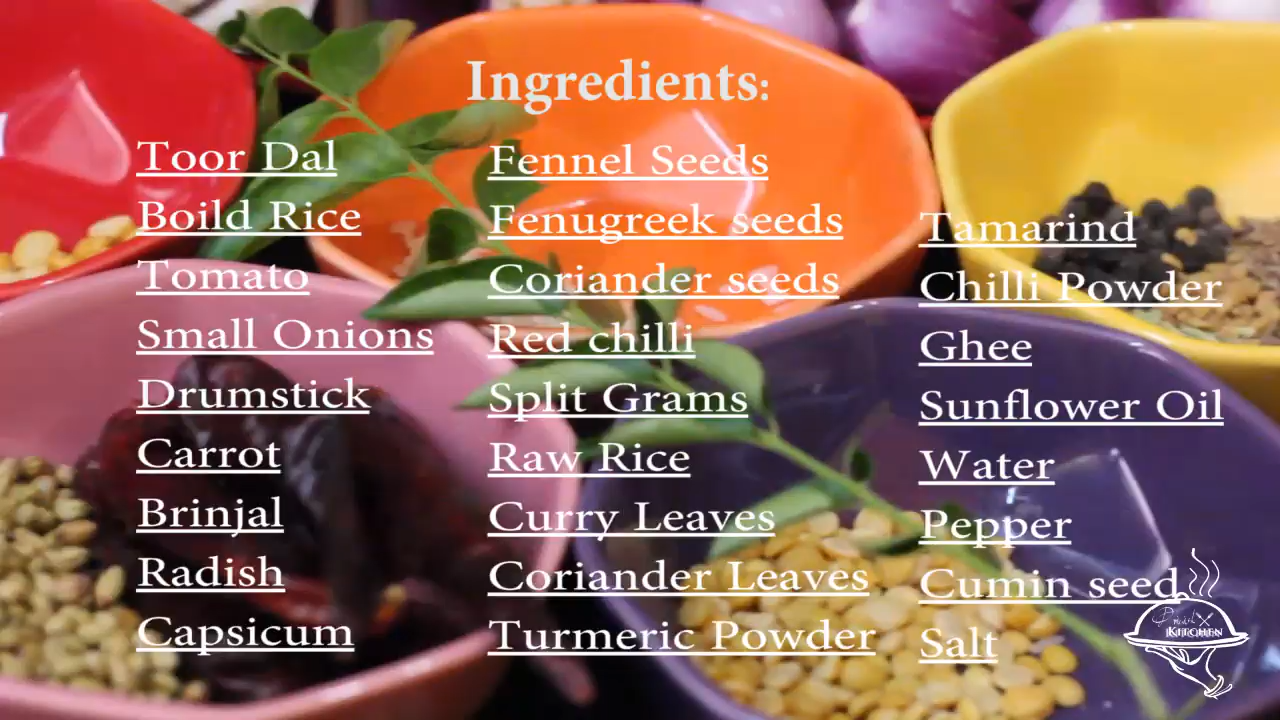 Ingredients:
Toor Dal
Boild Rice
Tomato
Small Onions
Drumstick
Carrot
Brinjal
Radish
Capsicum
Fennel Seeds
Fenugreek seeds
Coriander seeds
Red chilli
Split Grams
Raw Rice
Curry Leaves
Coriander Leaves
Turmeric Powder
Tamarind
Chilli Powder
Ghee
Sunflower Oil
Water
Pepper
Cumin seed
Salt
KITCHEN